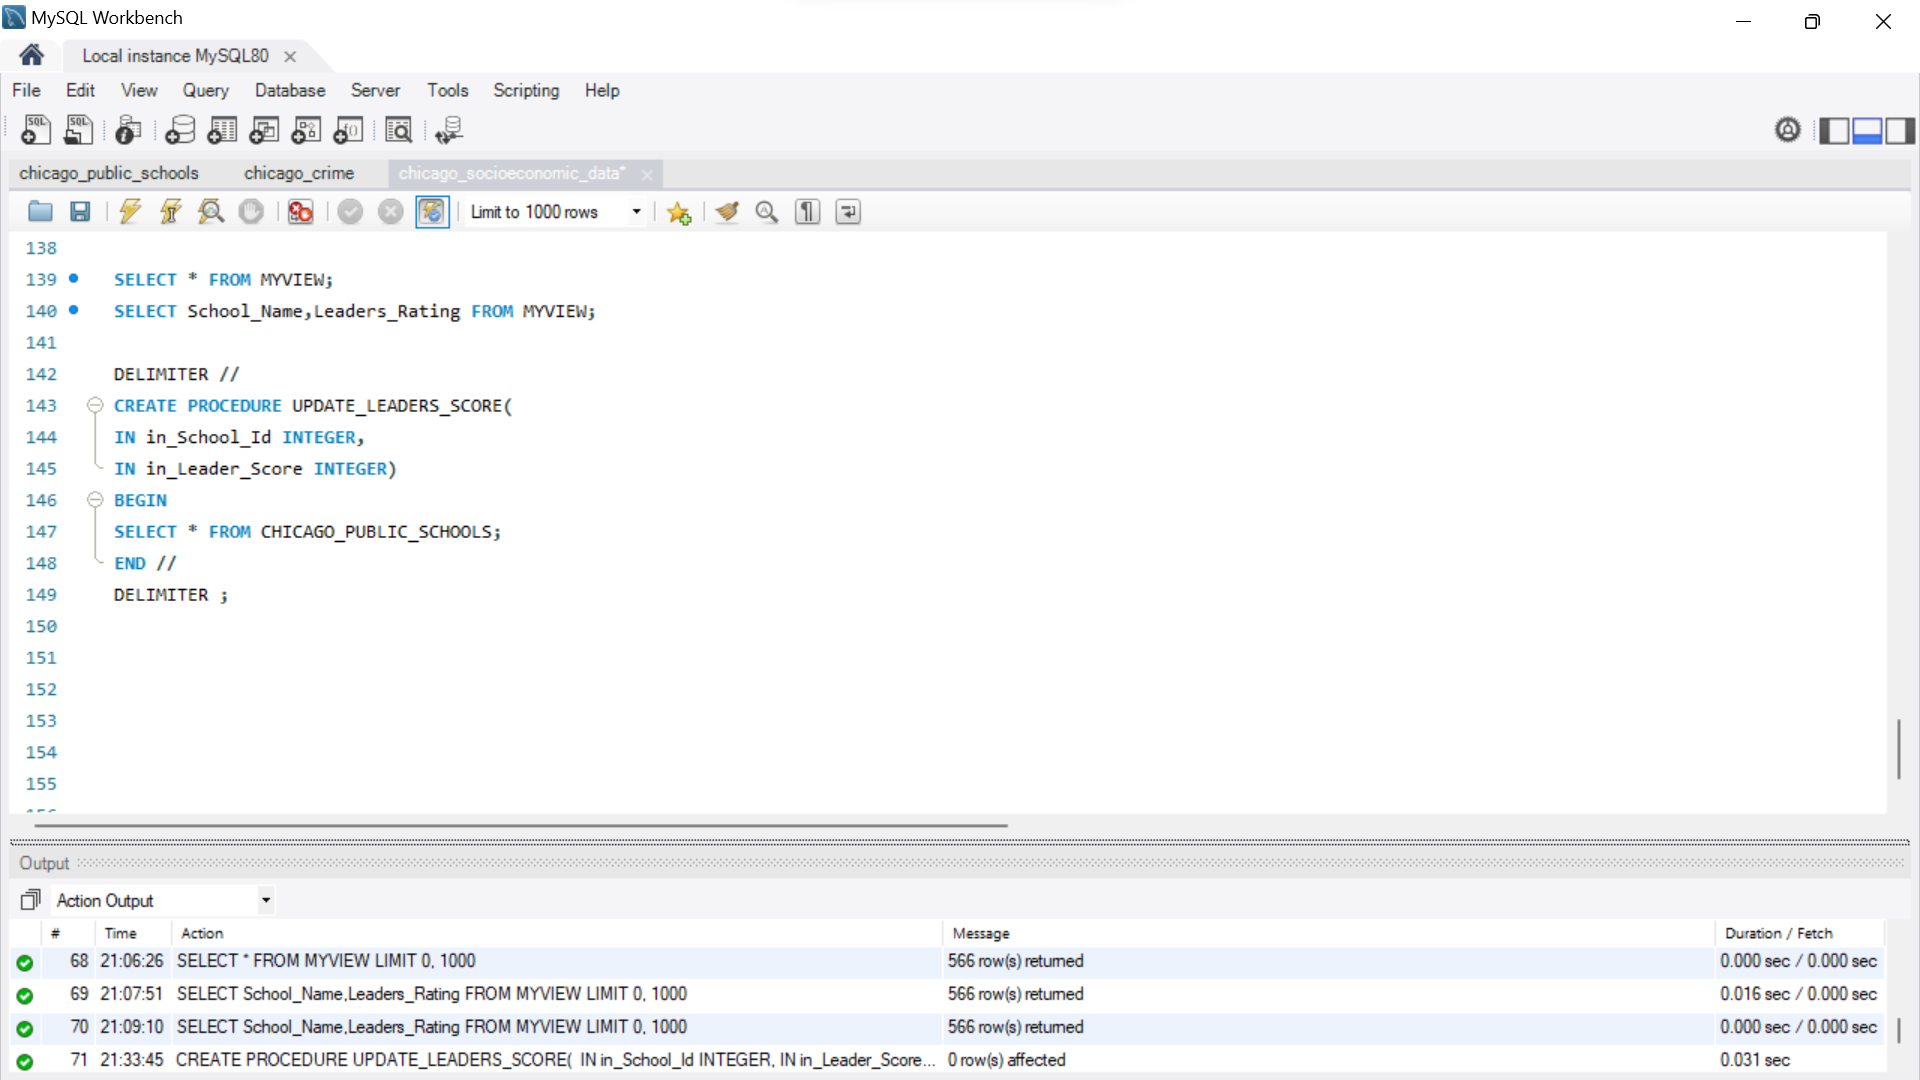 MySQL Workbench
Local instance MySQL80
File Edit View Query Database Server Tools Scripting Help
chicago_public_schools chicago_crime chicago_socioeconomic_data*
Limit to 1000 rows
138
139 SELECT * FROM MYVIEW;
140 SELECT School_Name,Leaders_Rating FROM MYVIEW;
141
142 DELIMITER //
143 CREATE PROCEDURE UPDATE_LEADERS_SCORE(
144 IN in_School_Id INTEGER,
145 IN in_Leader_Score INTEGER)
146 BEGIN
147 SELECT * FROM CHICAGO_PUBLIC_SCHOOLS;
148 END //
149 DELIMITER ;
150
151
152
153
154
155
Output
Action Output
# Time Action Message Duration / Fetch
68 21:06:26 SELECT * FROM MYVIEW LIMIT 0, 1000 566 row(s) returned 0.000 sec / 0.000 sec
69 21:07:51 SELECT School_Name,Leaders_Rating FROM MYVIEW LIMIT 0, 1000 566 row(s) returned 0.016 sec / 0.000 sec
70 21:09:10 SELECT School_Name,Leaders_Rating FROM MYVIEW LIMIT 0, 1000 566 row(s) returned 0.000 sec / 0.000 sec
71 21:33:45 CREATE PROCEDURE UPDATE_LEADERS_SCORE( IN in_School_Id INTEGER, IN in_Leader_Score... 0 row(s) affected 0.031 sec